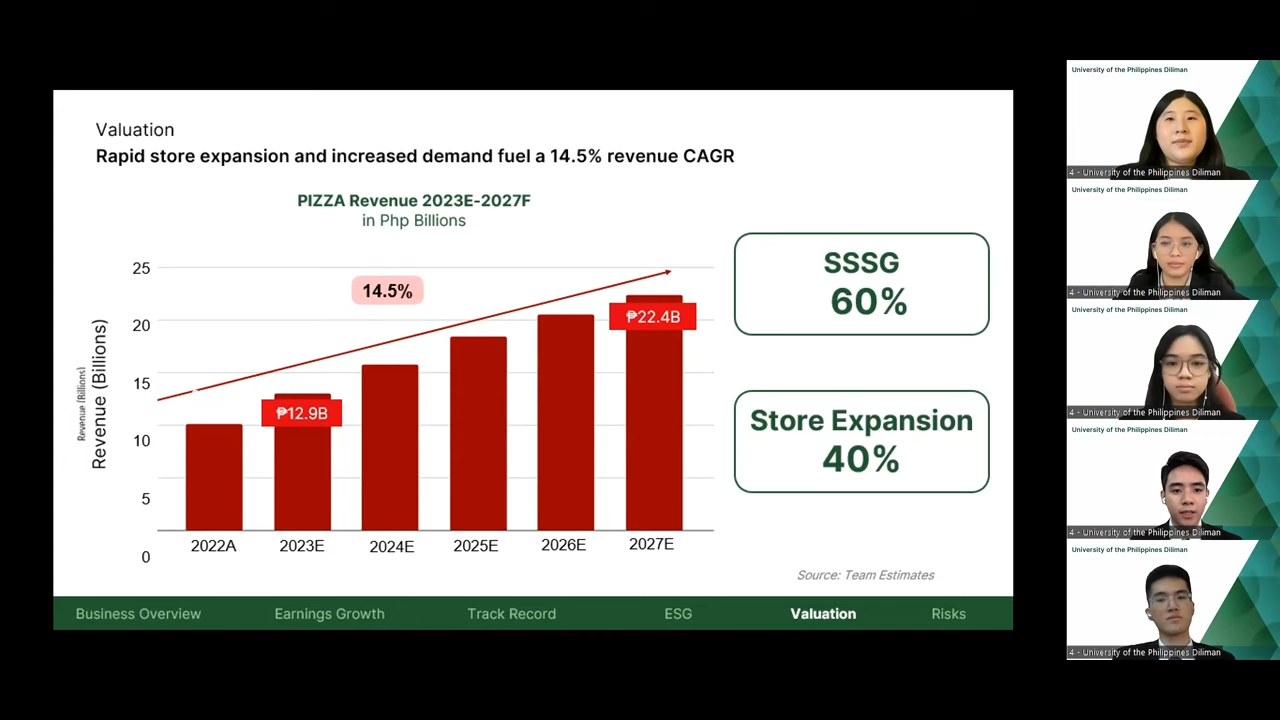 Valuation
Rapid store expansion and increased demand fuel a 14.5% revenue CAGR
PIZZA Revenue 2023E-2027F
in Php Billions
25
20
15
10
5
0
Revenue (Billions)
Revenue (Billions)
14.5%
₱12.9B
₱22.4B
2022A
2023E
2024E
2025E
2026E
2027E
SSSG
60%
Store Expansion
40%
Source: Team Estimates
Business Overview
Earnings Growth
Track Record
ESG
Valuation
Risks
University of the Philippines Diliman
4 - University of the Philippines Diliman
University of the Philippines Diliman
4 - University of the Philippines Diliman
University of the Philippines Diliman
4 - University of the Philippines Diliman
University of the Philippines Diliman
4 - University of the Philippines Diliman
University of the Philippines Diliman
4 - University of the Philippines Diliman